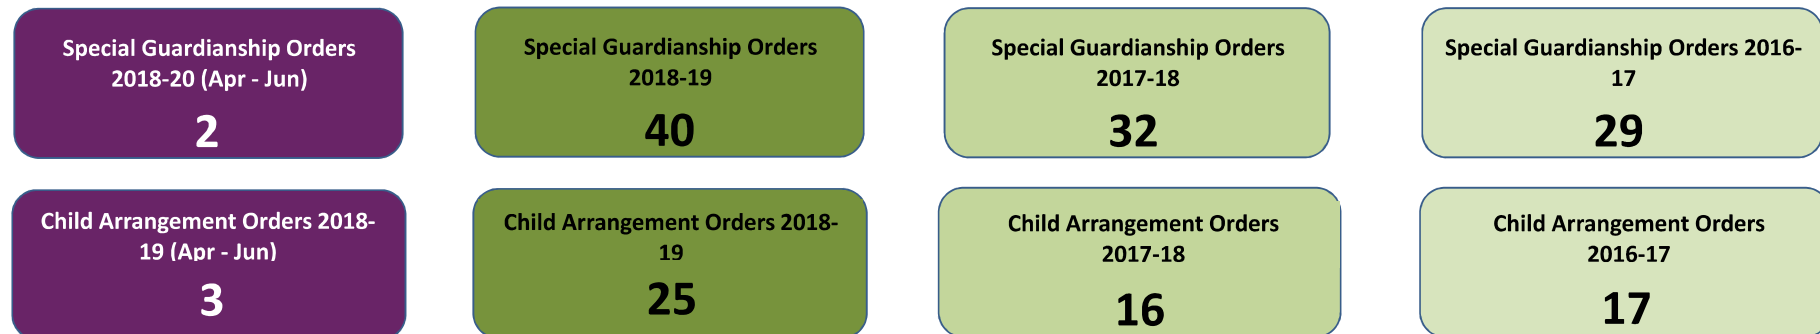 Special Guardianship Orders
2018-20 (Apr - Jun)
2
Special Guardianship Orders
2018-19
40
Special Guardianship Orders
2017-18
32
Special Guardianship Orders 2016-
17
29
Child Arrangement Orders 2018-
19 (Apr - Jun)
3
Child Arrangement Orders 2018-
19
25
Child Arrangement Orders
2017-18
16
Child Arrangement Orders
2016-17
17